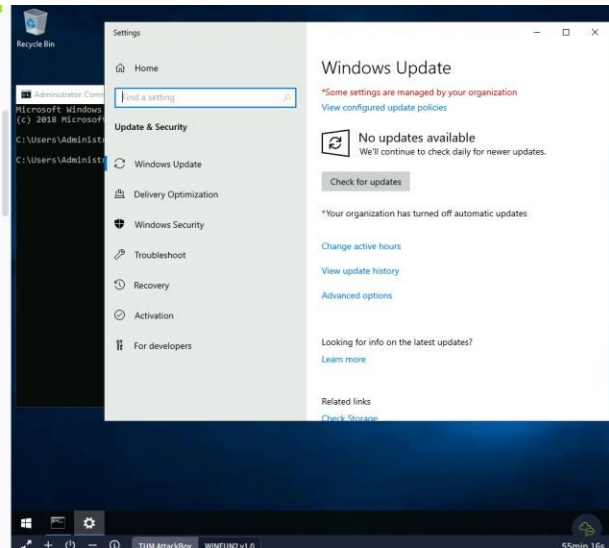 Recycle Bin
Administrator: Comm
Microsoft Windows
(c) 2018 Microsoft
C:\Users\Administr
C:\Users\Administr
Settings
Home
Find a setting
Update & Security
Windows Update
Delivery Optimization
Windows Security
Troubleshoot
Recovery
Activation
For developers
Windows Update
*Some settings are managed by your organization
View configured update policies
No updates available
We'll continue to check daily for newer updates.
Check for updates
*Your organization has turned off automatic updates
Change active hours
View update history
Advanced options
Looking for info on the latest updates?
Learn more
Related links
Check Storage
THM AttackBox
WINFUN2 v1.0
55min 16s